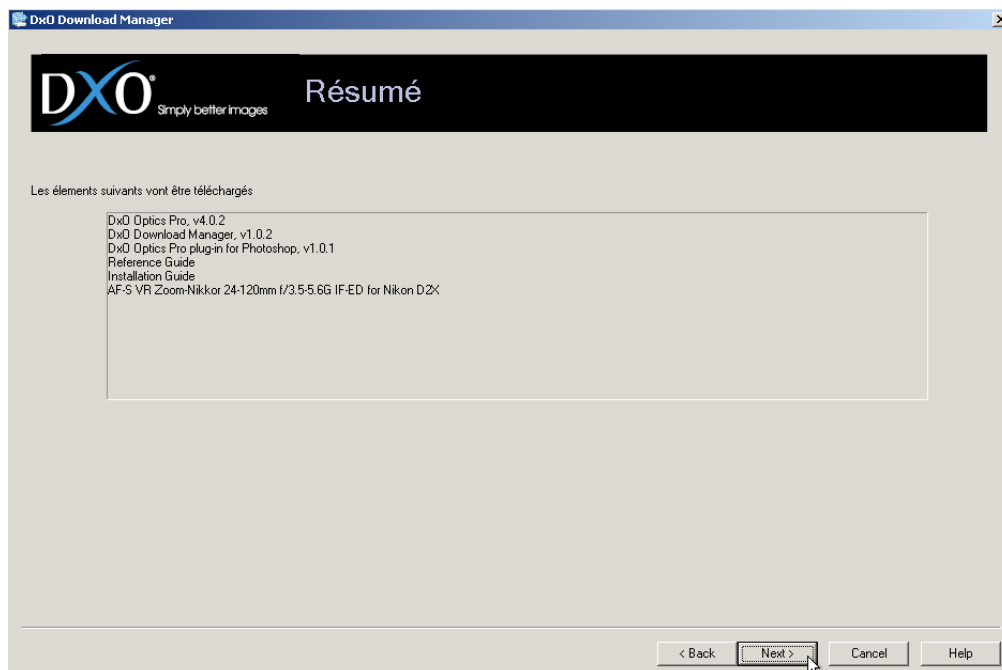 DxO Download Manager
DXO® Simply better images
Résumé
Les élements suivants vont être téléchargés
DxO Optics Pro, v4.0.2
DxO Download Manager, v1.0.2
DxO Optics Pro plug-in for Photoshop, v1.0.1
Reference Guide
Installation Guide
AF-S VR Zoom-Nikkor 24-120mm f/3.5-5.6G IF-ED for Nikon D2X
< Back Next > Cancel Help